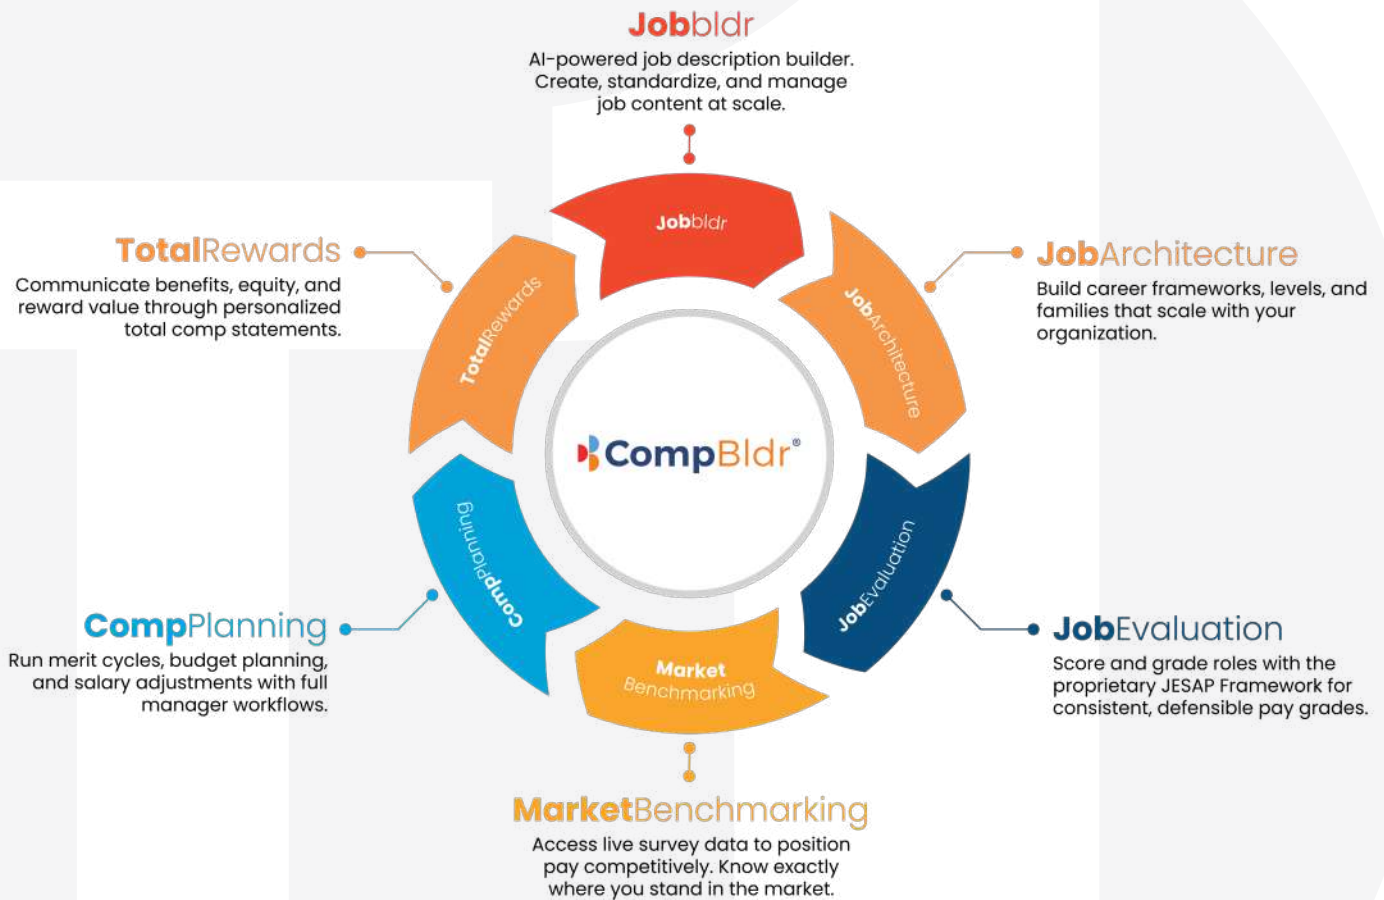 Jobbldr
AI-powered job description builder.
Create, standardize, and manage
job content at scale.
Jobbldr
JobArchitecture
Build career frameworks, levels, and
families that scale with your
organization.
JobArchitecture
JobEvaluation
Score and grade roles with the
proprietary JESAP Framework for
consistent, defensible pay grades.
JobEvaluation
Market
Benchmarking
MarketBenchmarking
Access live survey data to position
pay competitively. Know exactly
where you stand in the market.
CompPlanning
CompPlanning
Run merit cycles, budget planning,
and salary adjustments with full
manager workflows.
TotalRewards
TotalRewards
Communicate benefits, equity, and
reward value through personalized
total comp statements.
CompBldr®